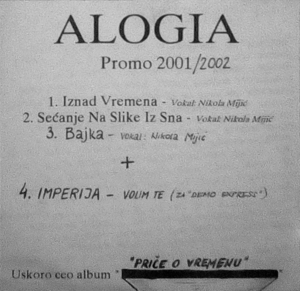 ALOGIA
Promo 2001/2002
1. Iznad Vremena - Vokal: Nikola Mijić
2. Sećanje Na Slike Iz Sna - Vokal: Nikola Mijić
3. Bajka - Vokal: Nikola Mijić
+
4. IMPERIJA - VOLIM TE (ZA "DEMO EXPRESS")
"PRIČE O VREMENU"
Uskoro ceo album "